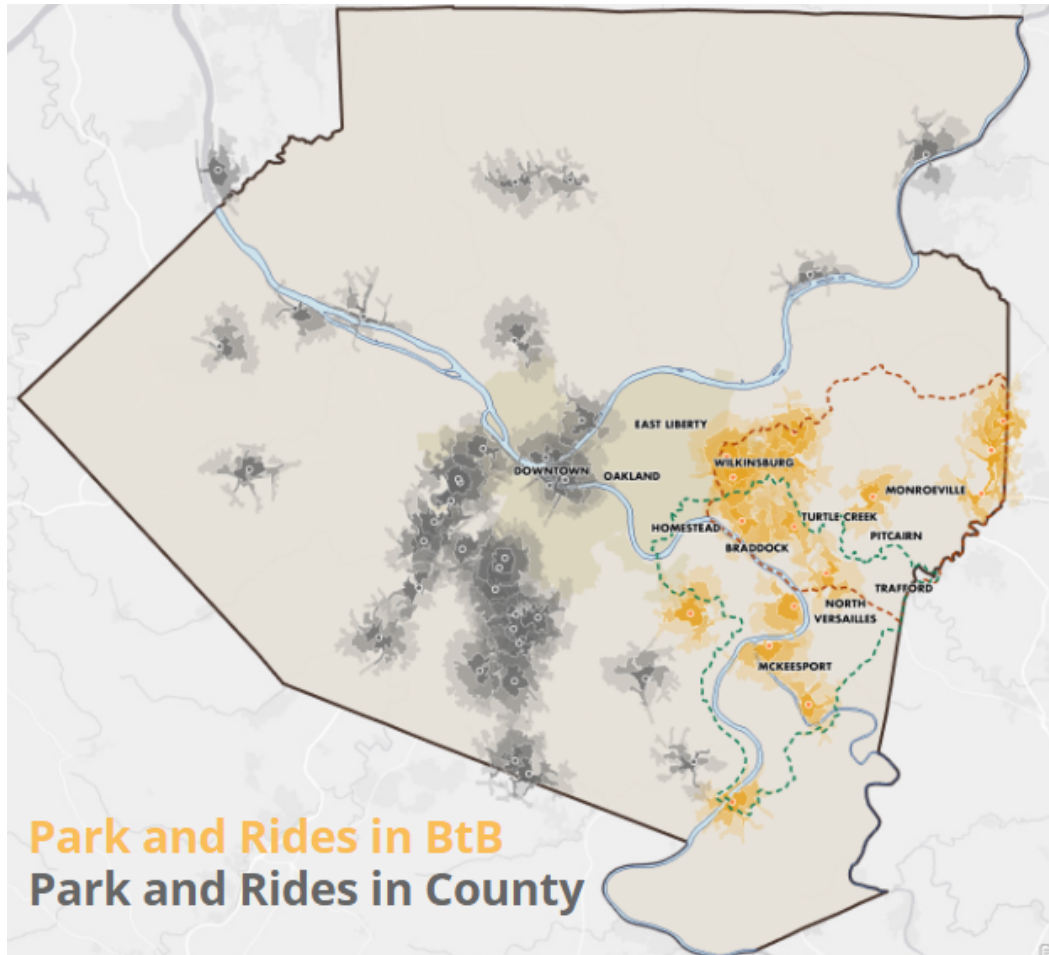 EAST LIBERTY
WILKINSBURG
DOWNTOWN
OAKLAND
MONROEVILLE
TURTLE CREEK
HOMESTEAD
PITCAIRN
BRADDOCK
TRAFFORD
NORTH
VERSAILLES
MCKEESPORT
Park and Rides in BtB
Park and Rides in County